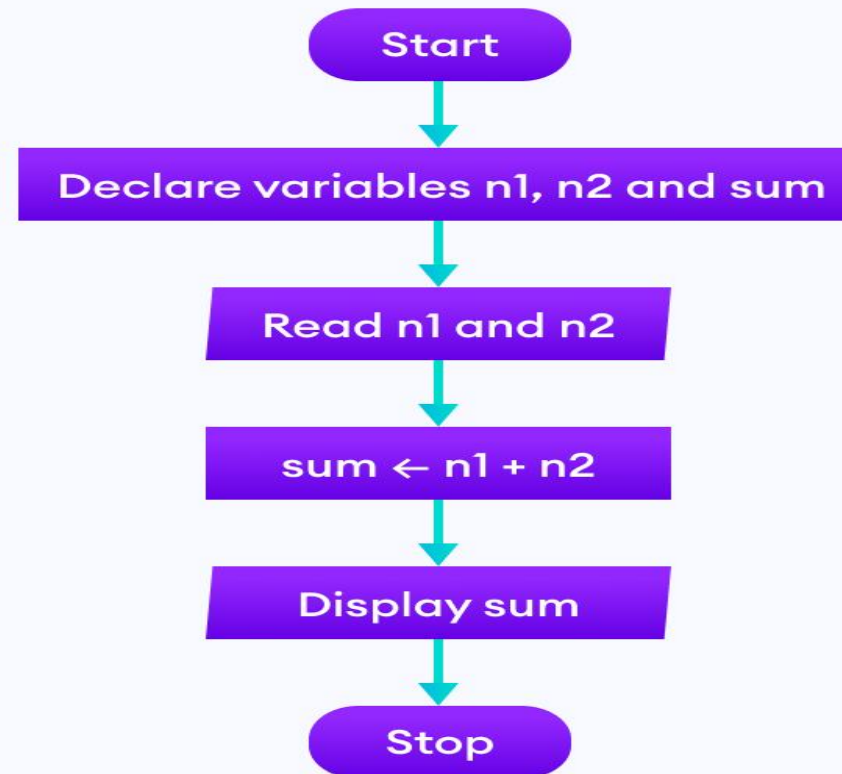 Start
Declare variables n1, n2 and sum
Read n1 and n2
sum ← n1 + n2
Display sum
Stop